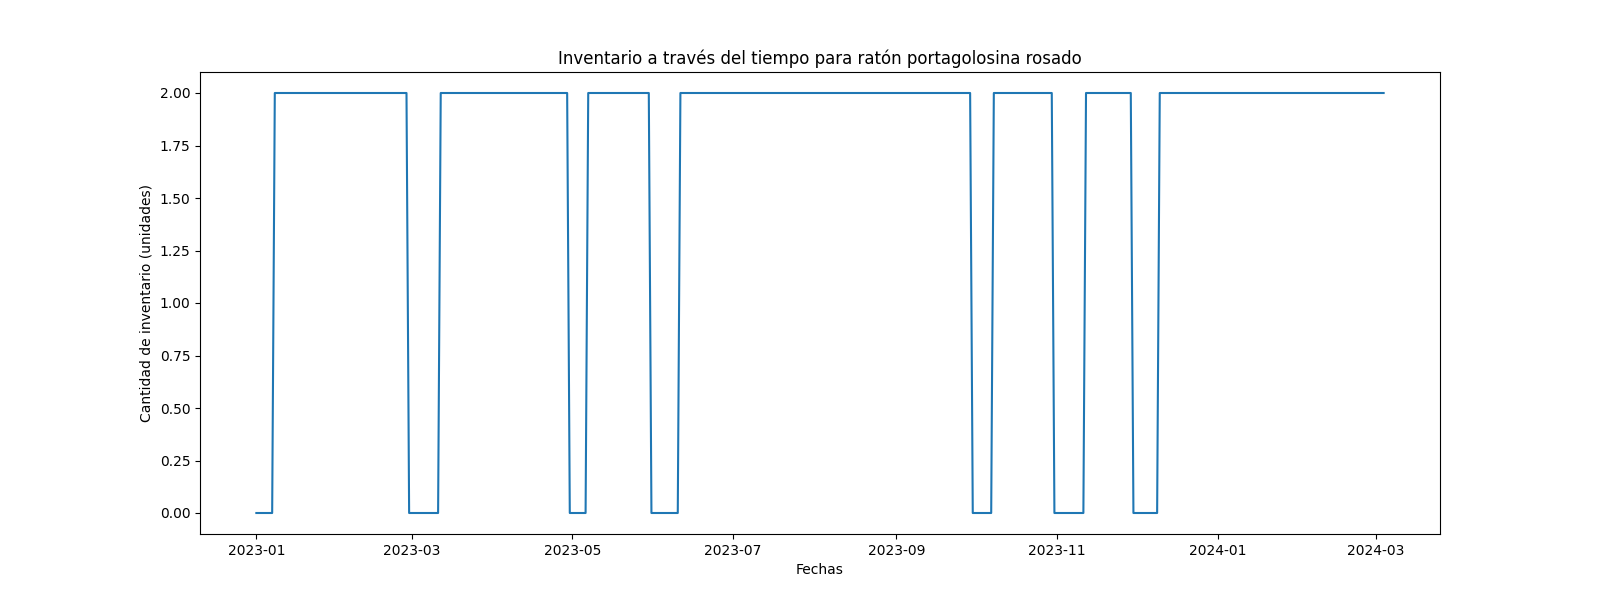 Inventario a través del tiempo para ratón portagolosina rosado
Cantidad de inventario (unidades)
2.00
1.75
1.50
1.25
1.00
0.75
0.50
0.25
0.00
2023-01 2023-03 2023-05 2023-07 2023-09 2023-11 2024-01 2024-03
Fechas